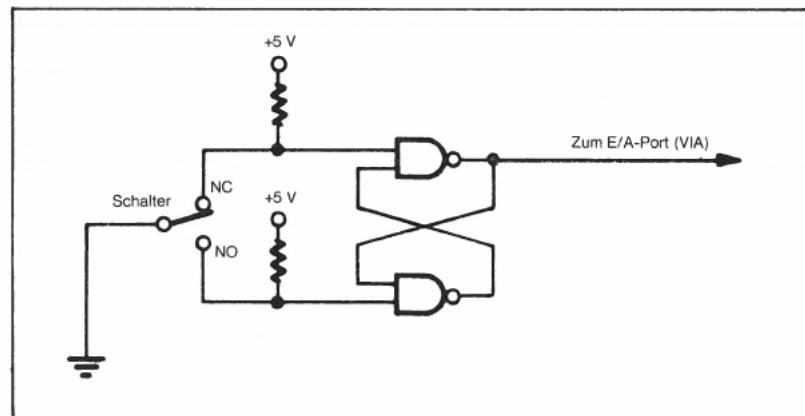 +5 V
Zum E/A-Port (VIA)
Schalter
NC
+5 V
NO